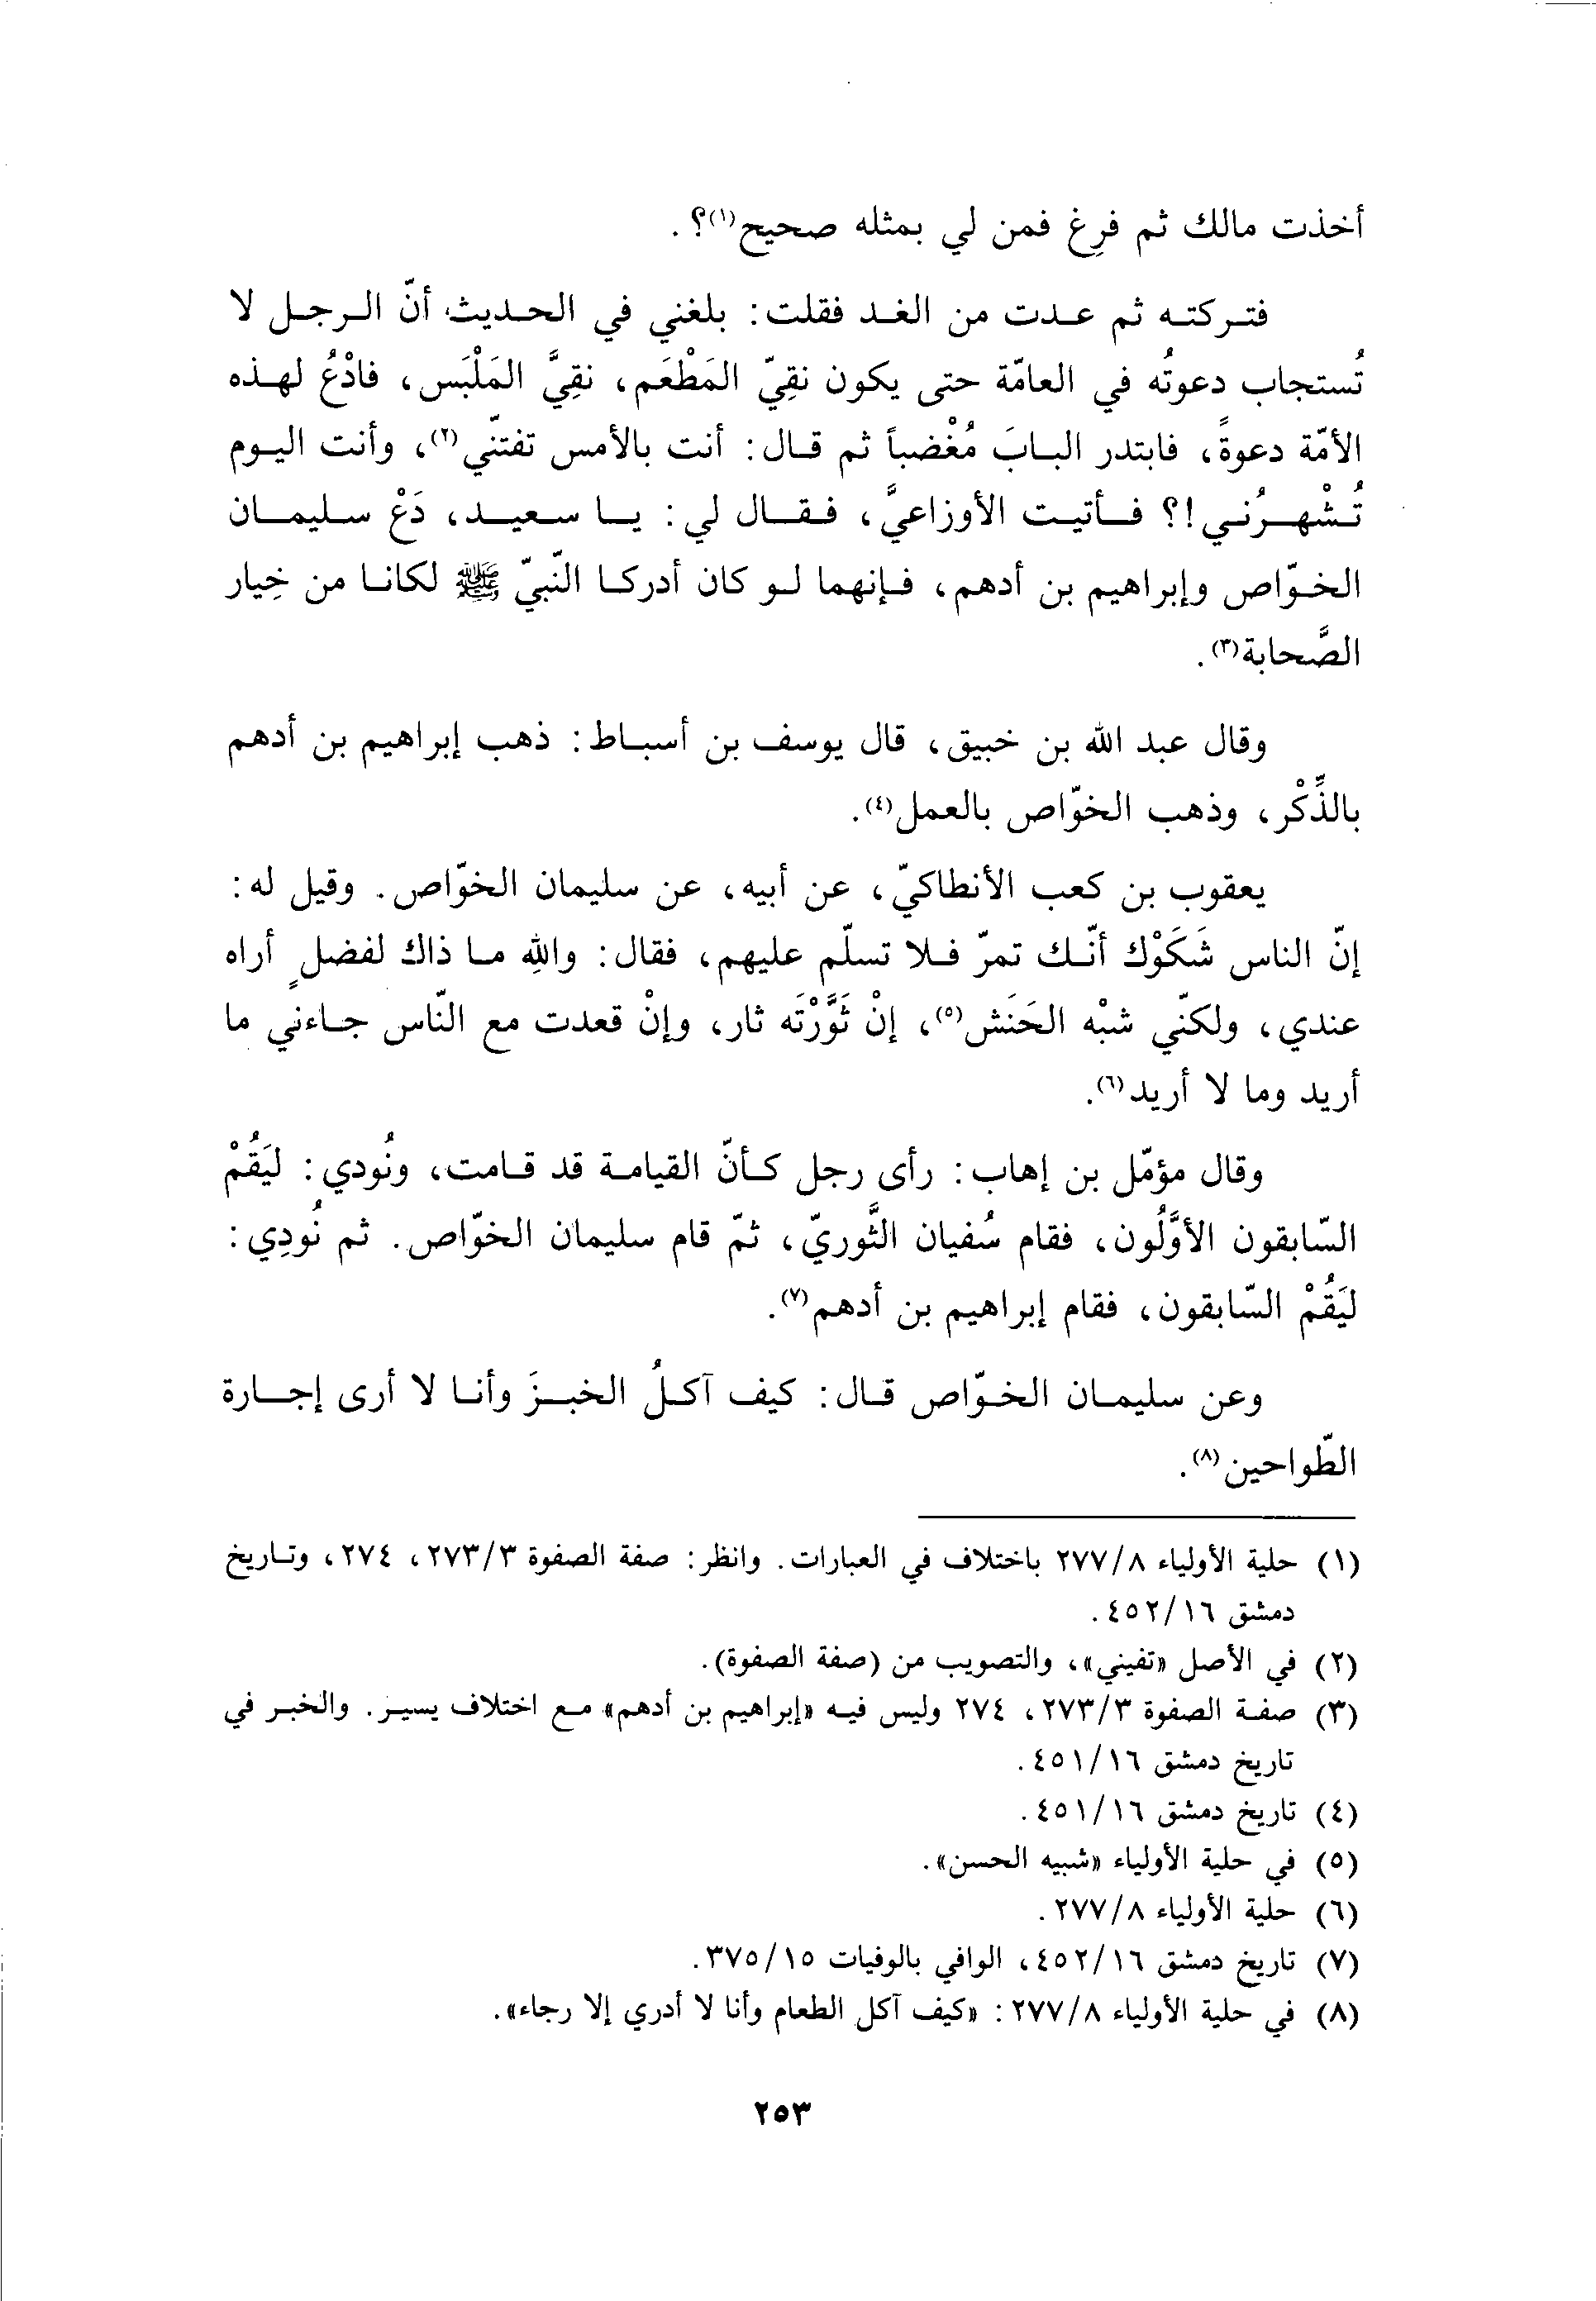 أخذت مالك ثم فرِغ فمن لي بمثله صحيح(١)؟ .
فتركته ثم عدت من الغد فقلت: بلغني في الحديث أنّ الرجل لا
تُستجاب دعوتُه في العامّة حتى يكون نقِيّ المَطْعَم، نقِيَّ المَلْبَس، فادْعُ لهذه
الأمّة دعوةً، فابتدر البابَ مُغْضباً ثم قال: أنت بالأمس تفتنّي(٢)، وأنت اليوم
تُشْهِرُني!؟ فأتيت الأوزاعيَّ، فقال لي: يا سعيد، دَعْ سليمان
الخوّاص وإبراهيم بن أدهم، فإنهما لو كان أدركا النّبيّ ﷺ لكانا من خِيار
الصَّحابة(٣).
وقال عبد الله بن خبيق، قال يوسف بن أسباط: ذهب إبراهيم بن أدهم
بالذِّكْر، وذهب الخوّاص بالعمل(٤).
يعقوب بن كعب الأنطاكيّ، عن أبيه، عن سليمان الخوّاص. وقيل له:
إنّ الناس شَكَوْك أنّك تمرّ فلا تسلّم عليهم، فقال: واللهِ ما ذاك لفضلٍ أراه
عندي، ولكنّي شبْه الحَنَش(٥)، إنْ ثَوَّرْتَه ثار، وإنْ قعدت مع النّاس جاءني ما
أريد وما لا أريد(٦).
وقال مؤمّل بن إهاب: رأى رجل كأنّ القيامة قد قامت، ونُودي: ليَقُمْ
السّابقون الأوَّلُون، فقام سُفيان الثَّوريّ، ثمّ قام سليمان الخوّاص. ثم نُودِي:
ليَقُمْ السّابقون، فقام إبراهيم بن أدهم(٧).
وعن سليمان الخوّاص قال: كيف آكلُ الخبزَ وأنا لا أرى إجارة
الطّواحين(٨).
(١) حلية الأولياء ٢٧٧/٨ باختلاف في العبارات. وانظر: صفة الصفوة ٢٧٣/٣، ٢٧٤، وتاريخ
دمشق ٤٥٢/١٦.
(٢) في الأصل «تفيني»، والتصويب من (صفة الصفوة).
(٣) صفة الصفوة ٢٧٣/٣، ٢٧٤ وليس فيه «إبراهيم بن أدهم» مع اختلاف يسير. والخبر في
تاريخ دمشق ٤٥١/١٦.
(٤) تاريخ دمشق ٤٥١/١٦.
(٥) في حلية الأولياء «شبيه الحسن».
(٦) حلية الأولياء ٢٧٧/٨.
(٧) تاريخ دمشق ٤٥٢/١٦، الوافي بالوفيات ٣٧٥/١٥.
(٨) في حلية الأولياء ٢٧٧/٨: «كيف آكل الطعام وأنا لا أدري إلا رجاء».
٢٥٣